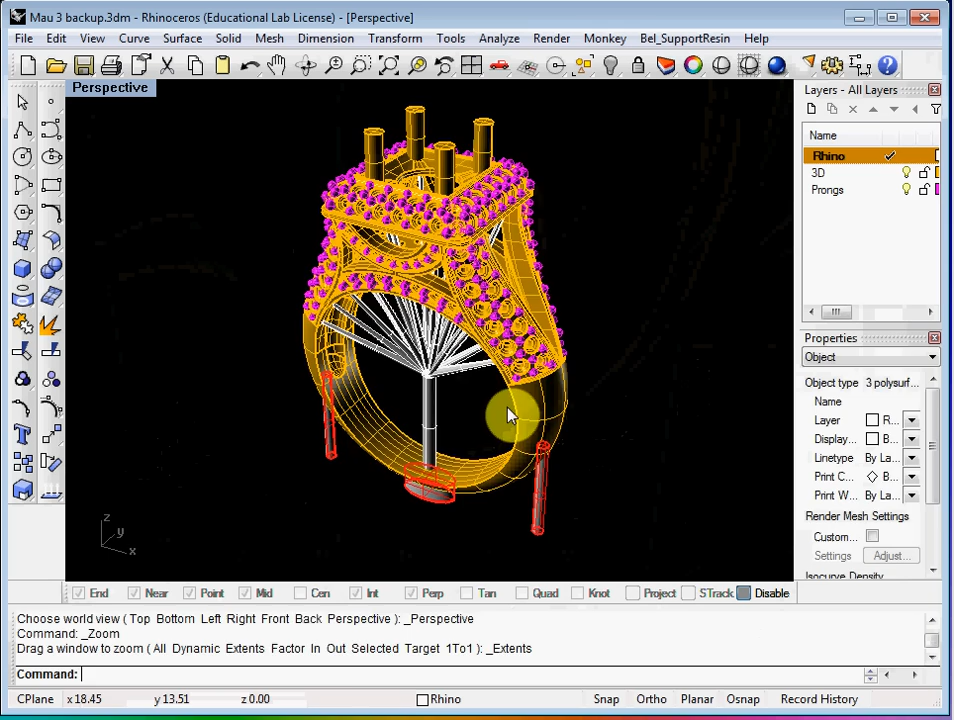 Mau 3 backup.3dm - Rhinoceros (Educational Lab License) - [Perspective]
File Edit View Curve Surface Solid Mesh Dimension Transform Tools Analyze Render Monkey Bel_SupportResin Help
Perspective
Layers - All Layers
Name
Rhino
3D
Prongs
Properties
Object
Object type 3 polysurf...
Name
Layer R...
Display... B...
Linetype By La...
Print C... B...
Print W... By La...
Render Mesh Settings
Custom...
Settings Adjust...
Isocurve Density
z
y
x
End Near Point Mid Cen Int Perp Tan Quad Knot Project STrack Disable
Choose world view ( Top Bottom Left Right Front Back Perspective ): _Perspective
Command: _Zoom
Drag a window to zoom ( All Dynamic Extents Factor In Out Selected Target 1To1 ): _Extents
Command:
CPlane x 18.45 y 13.51 z 0.00 Rhino Snap Ortho Planar Osnap Record History